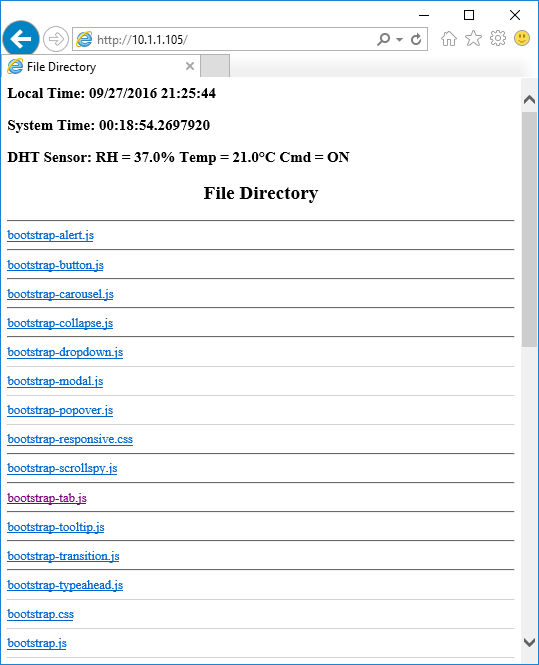 http://10.1.1.105/
File Directory
Local Time: 09/27/2016 21:25:44
System Time: 00:18:54.2697920
DHT Sensor: RH = 37.0% Temp = 21.0°C Cmd = ON
File Directory
bootstrap-alert.js
bootstrap-button.js
bootstrap-carousel.js
bootstrap-collapse.js
bootstrap-dropdown.js
bootstrap-modal.js
bootstrap-popover.js
bootstrap-responsive.css
bootstrap-scrollspy.js
bootstrap-tab.js
bootstrap-tooltip.js
bootstrap-transition.js
bootstrap-typeahead.js
bootstrap.css
bootstrap.js